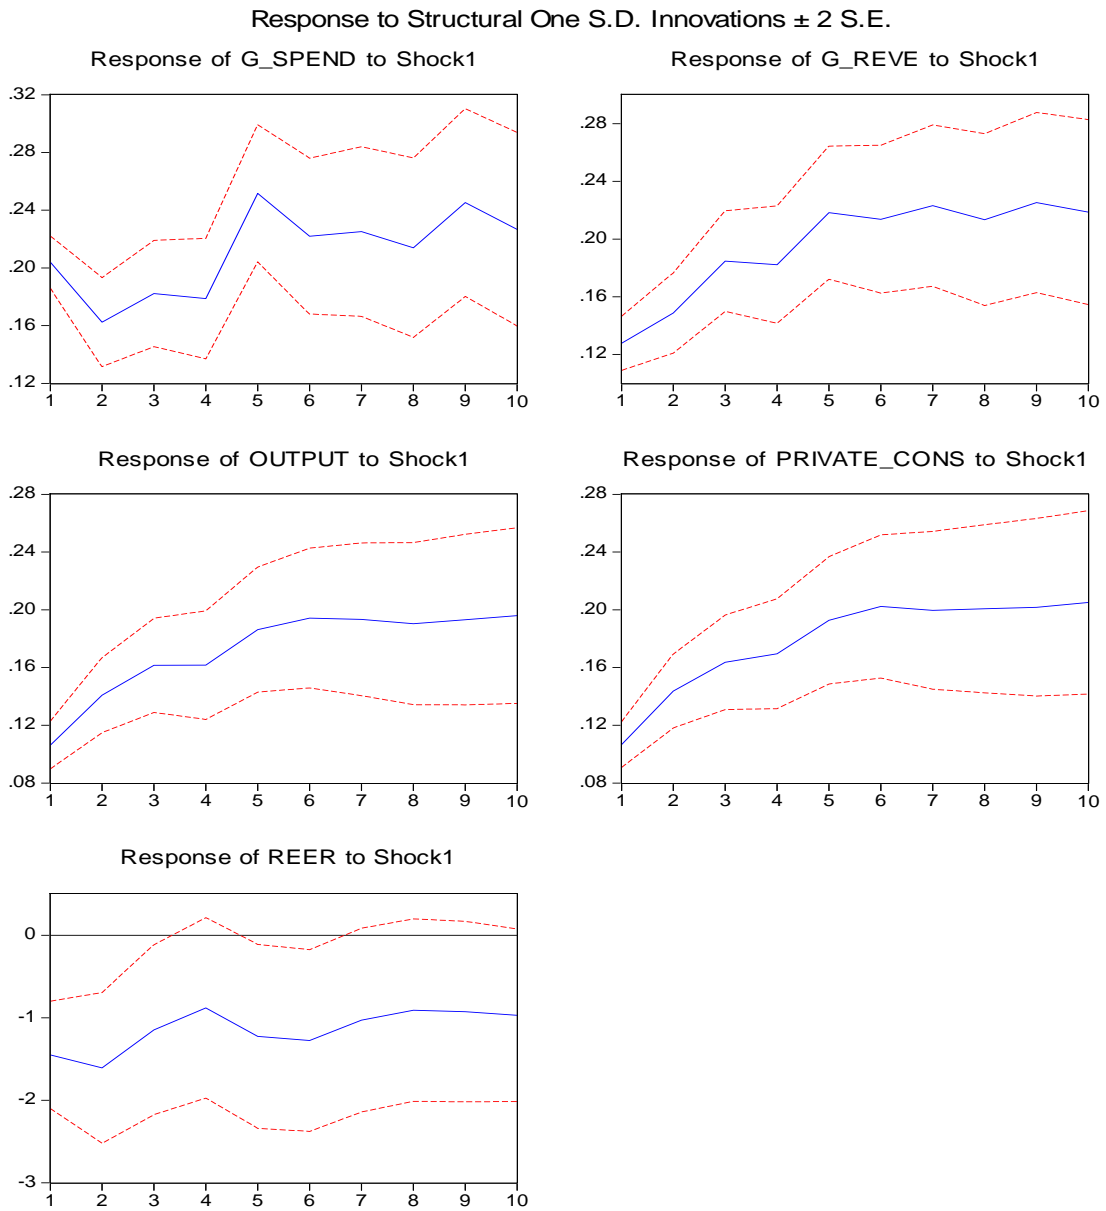 Response to Structural One S.D. Innovations ± 2 S.E.
Response of G_SPEND to Shock1
.32
.28
.24
.20
.16
.12
1 2 3 4 5 6 7 8 9 10
Response of G_REVE to Shock1
.28
.24
.20
.16
.12
1 2 3 4 5 6 7 8 9 10
Response of OUTPUT to Shock1
.28
.24
.20
.16
.12
.08
1 2 3 4 5 6 7 8 9 10
Response of PRIVATE_CONS to Shock1
.28
.24
.20
.16
.12
.08
1 2 3 4 5 6 7 8 9 10
Response of REER to Shock1
0
-1
-2
-3
1 2 3 4 5 6 7 8 9 10